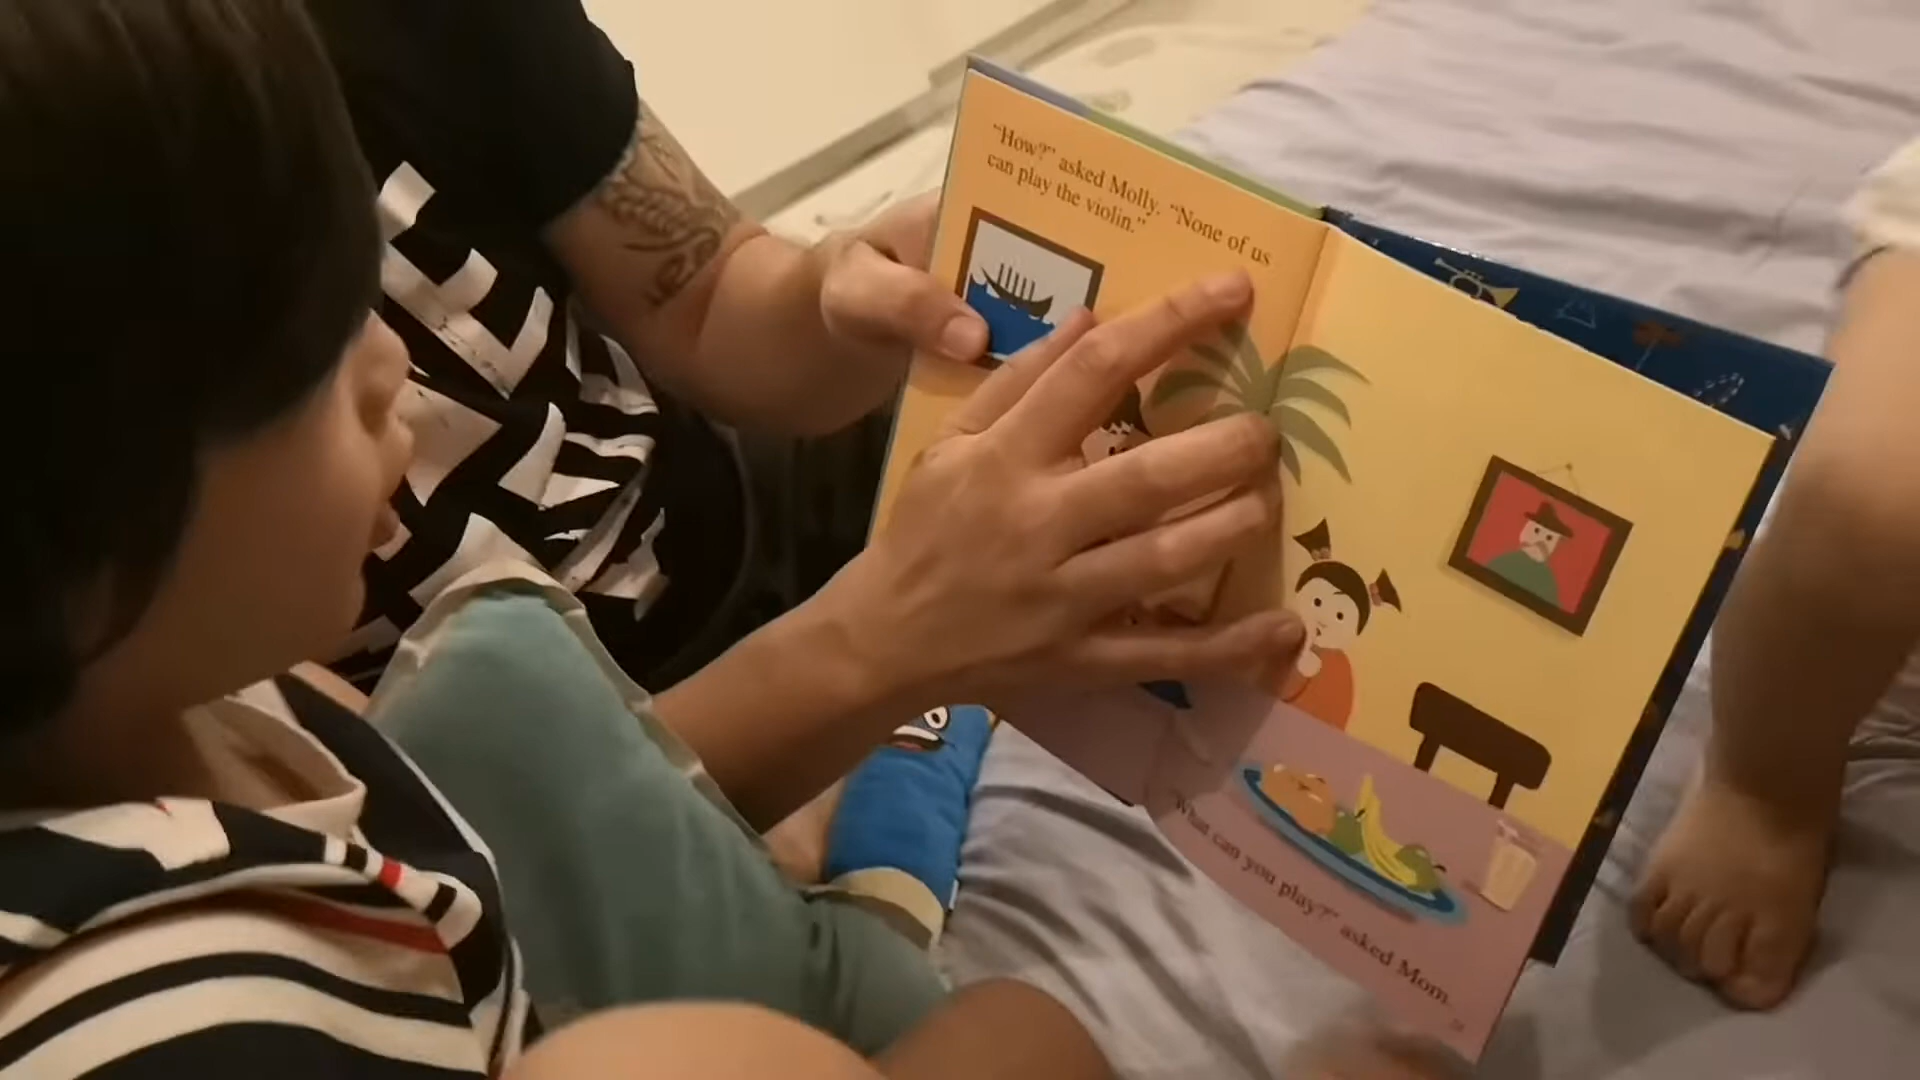 “How?” asked Molly. “None of us
can play the violin.”
“What can you play?” asked Mom.